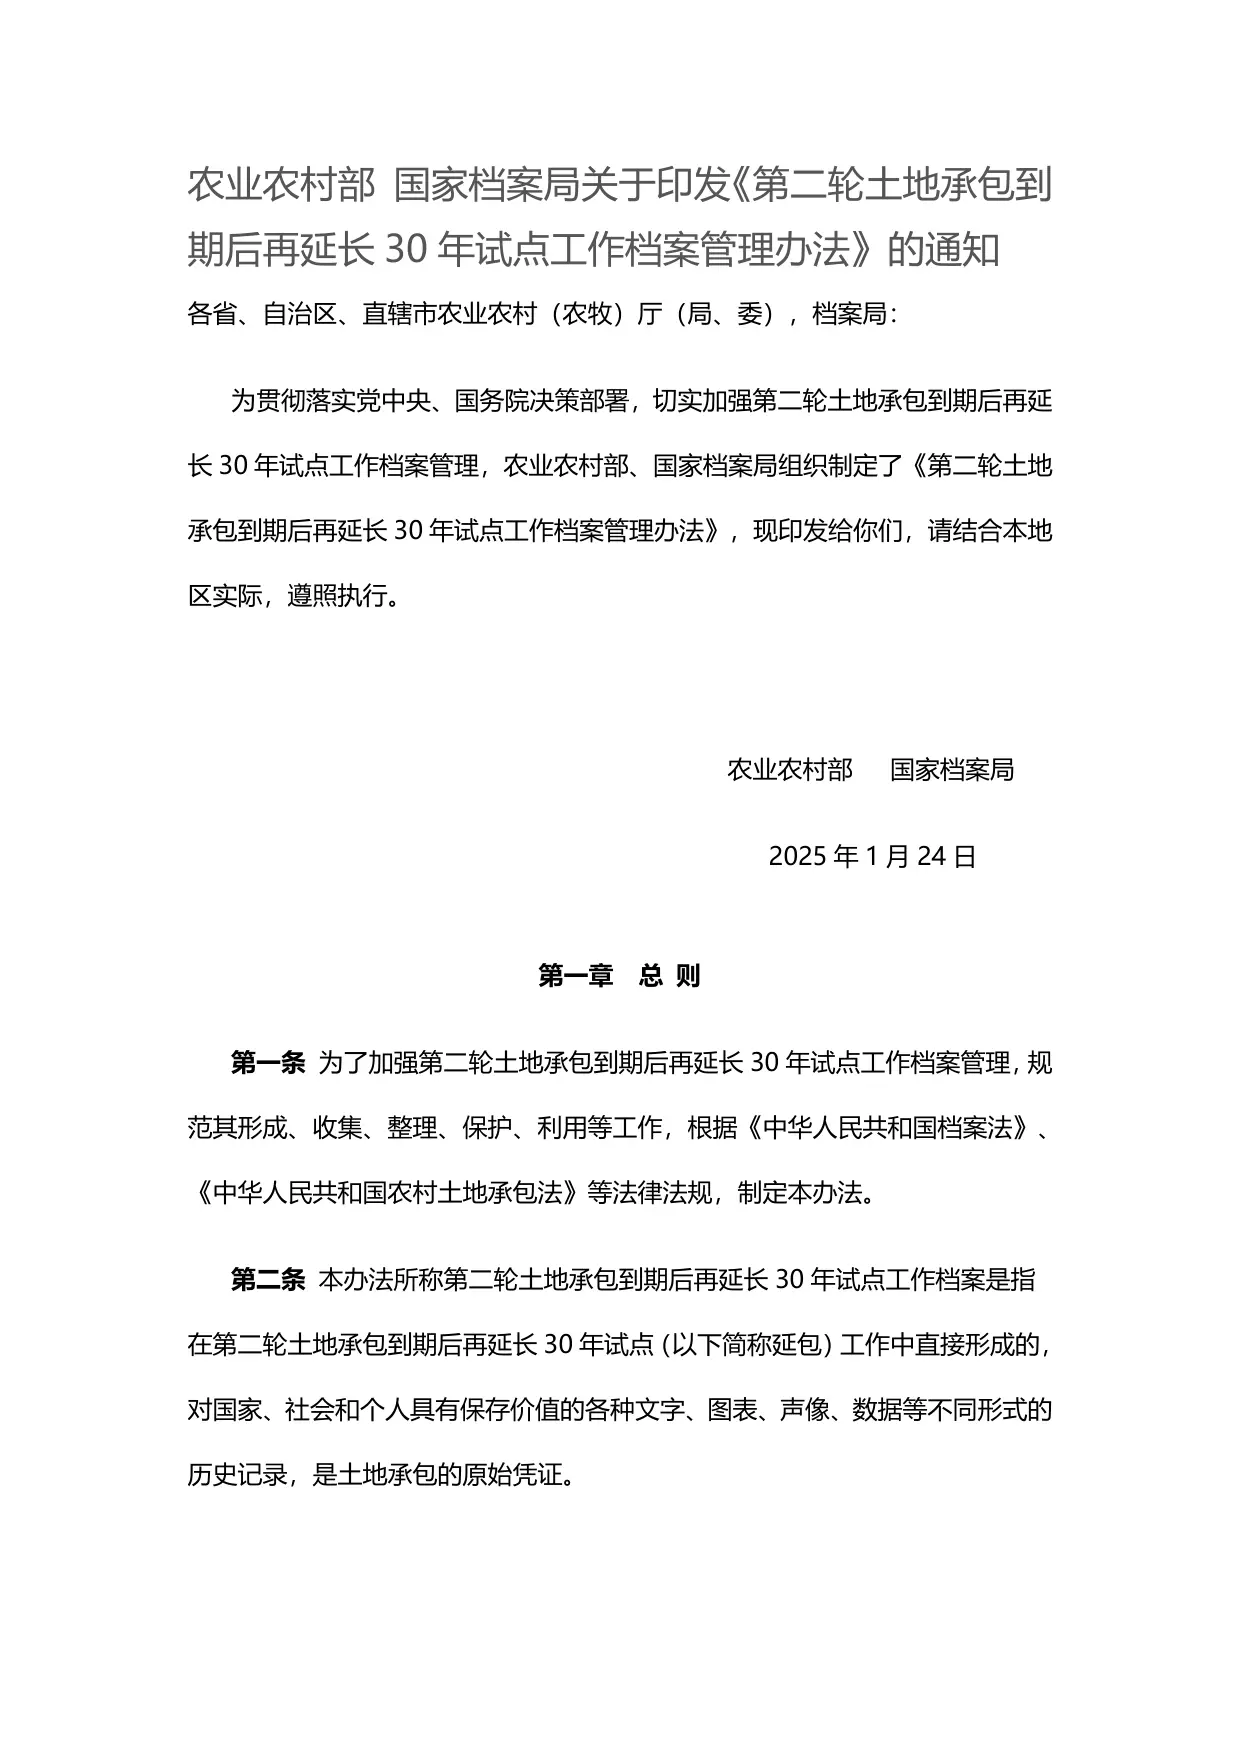 农业农村部 国家档案局关于印发《第二轮土地承包到
期后再延长 30 年试点工作档案管理办法》的通知
各省、自治区、直辖市农业农村（农牧）厅（局、委），档案局：
为贯彻落实党中央、国务院决策部署，切实加强第二轮土地承包到期后再延
长 30 年试点工作档案管理，农业农村部、国家档案局组织制定了《第二轮土地
承包到期后再延长 30 年试点工作档案管理办法》，现印发给你们，请结合本地
区实际，遵照执行。
农业农村部 国家档案局
2025 年 1 月 24 日
第一章 总 则
第一条 为了加强第二轮土地承包到期后再延长 30 年试点工作档案管理，规
范其形成、收集、整理、保护、利用等工作，根据《中华人民共和国档案法》、
《中华人民共和国农村土地承包法》等法律法规，制定本办法。
第二条 本办法所称第二轮土地承包到期后再延长 30 年试点工作档案是指
在第二轮土地承包到期后再延长 30 年试点（以下简称延包）工作中直接形成的，
对国家、社会和个人具有保存价值的各种文字、图表、声像、数据等不同形式的
历史记录，是土地承包的原始凭证。